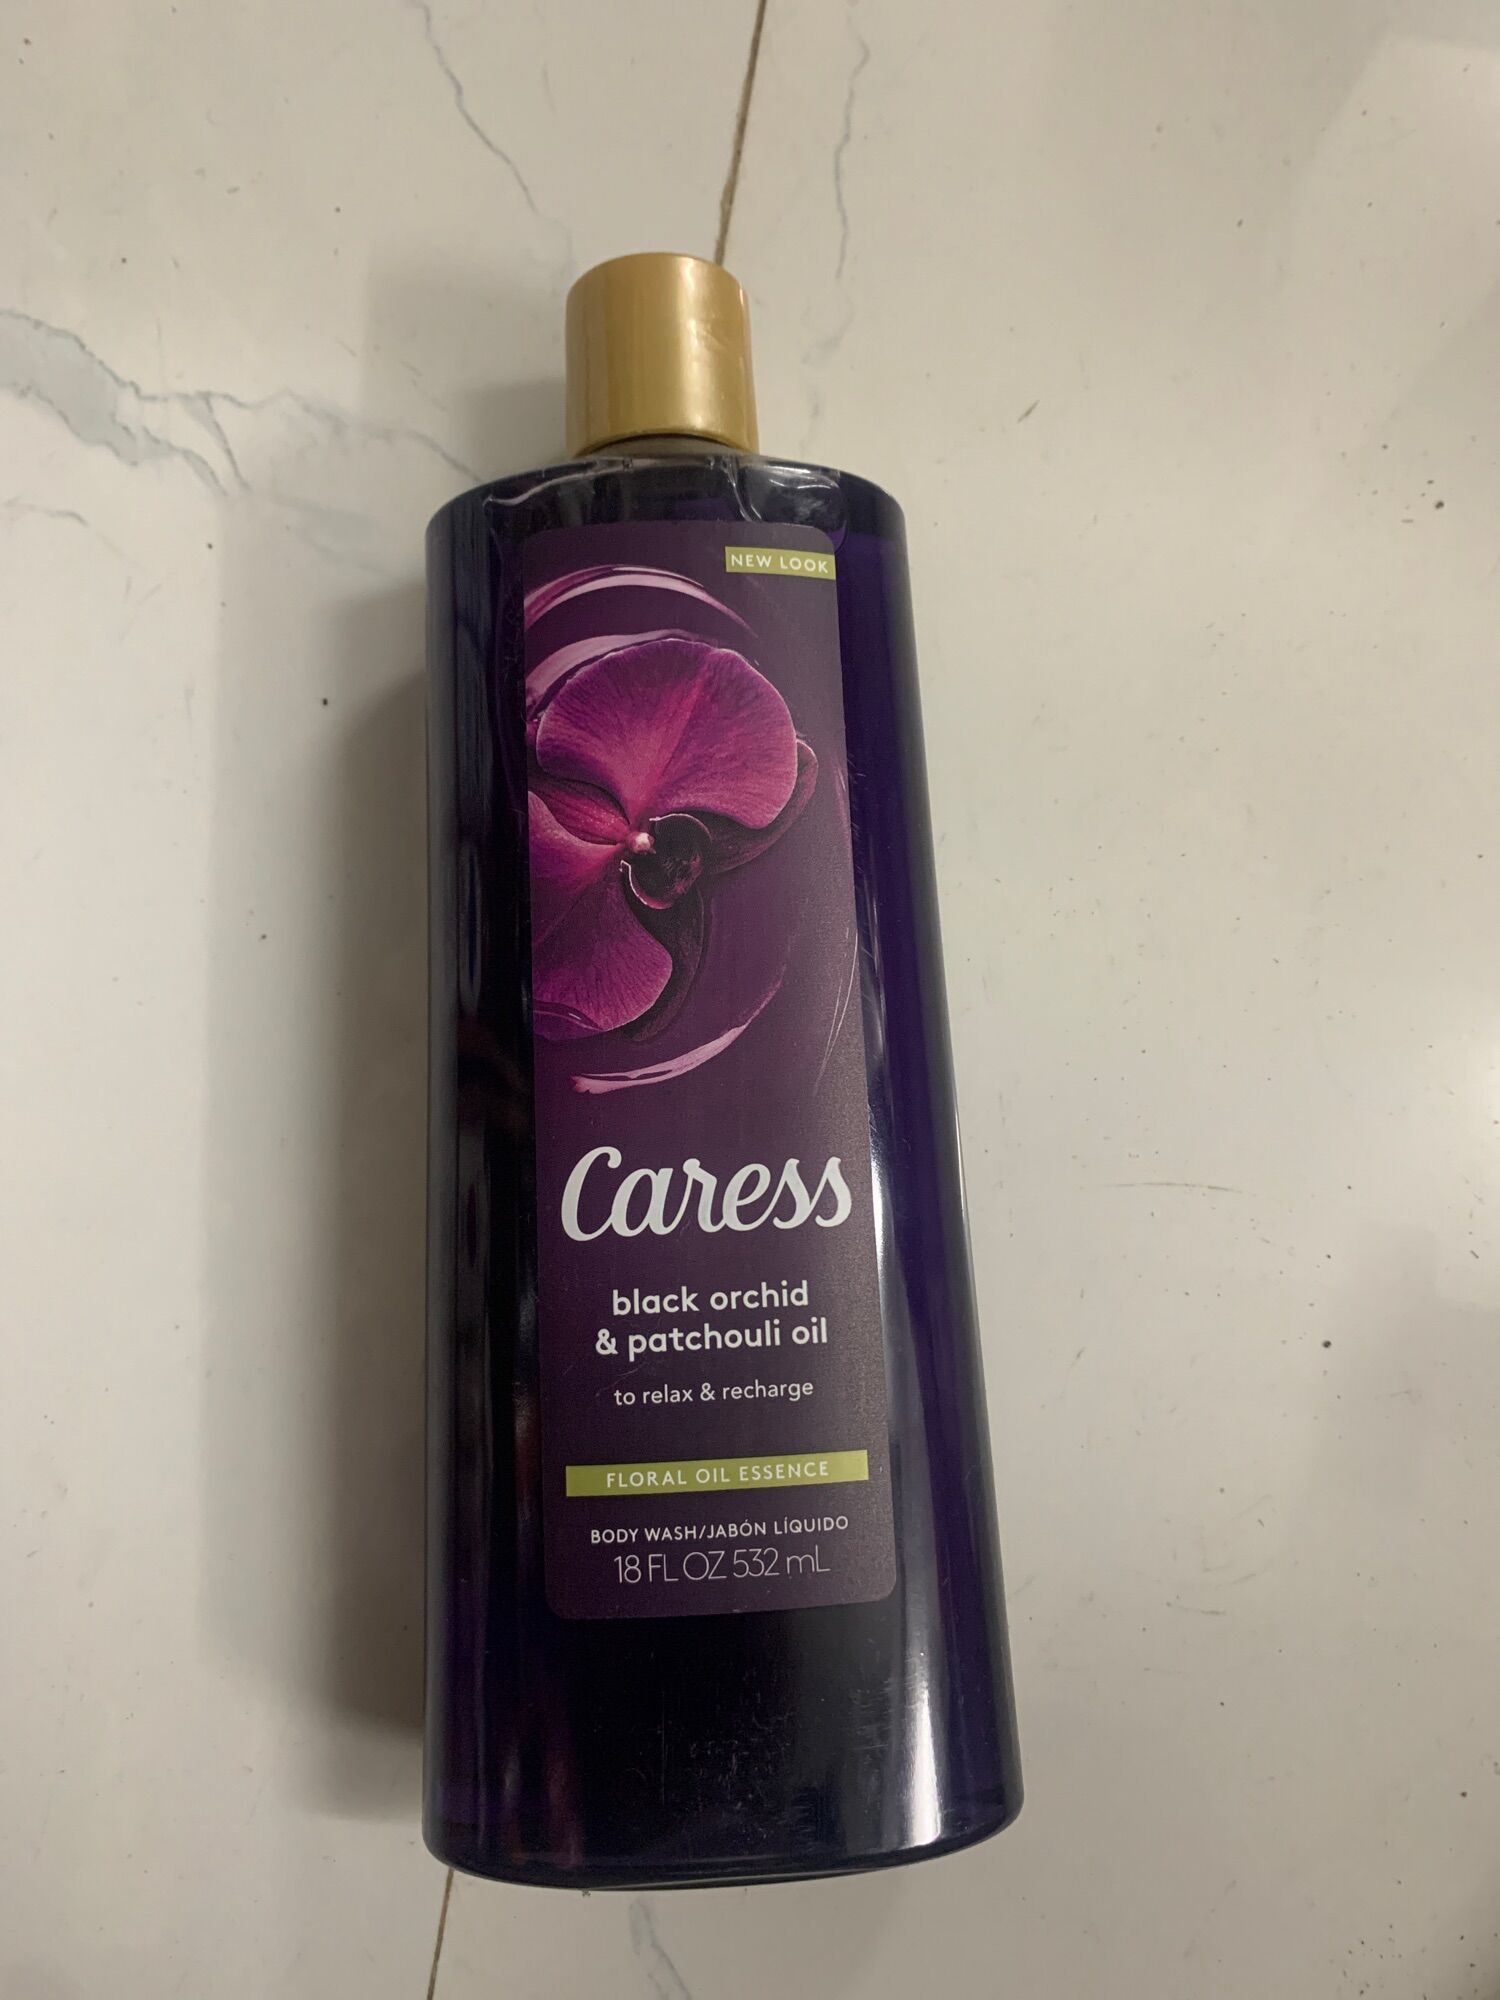 NEW LOOK
Caress
black orchid
& patchouli oil
to relax & recharge
FLORAL OIL ESSENCE
BODY WASH/JABÓN LÍQUIDO
18 FL OZ 532 mL